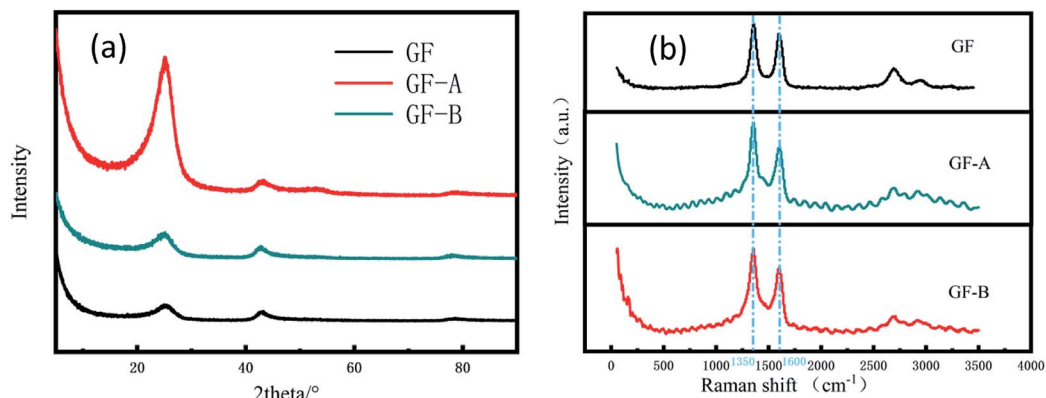 (a)
GF
GF-A
GF-B
Intensity
20 40 60 80
2theta/°
(b)
GF
GF-A
GF-B
Intensity (a.u.)
0 500 1000 1350 1500 1600 2000 2500 3000 3500 4000
Raman shift (cm-1)